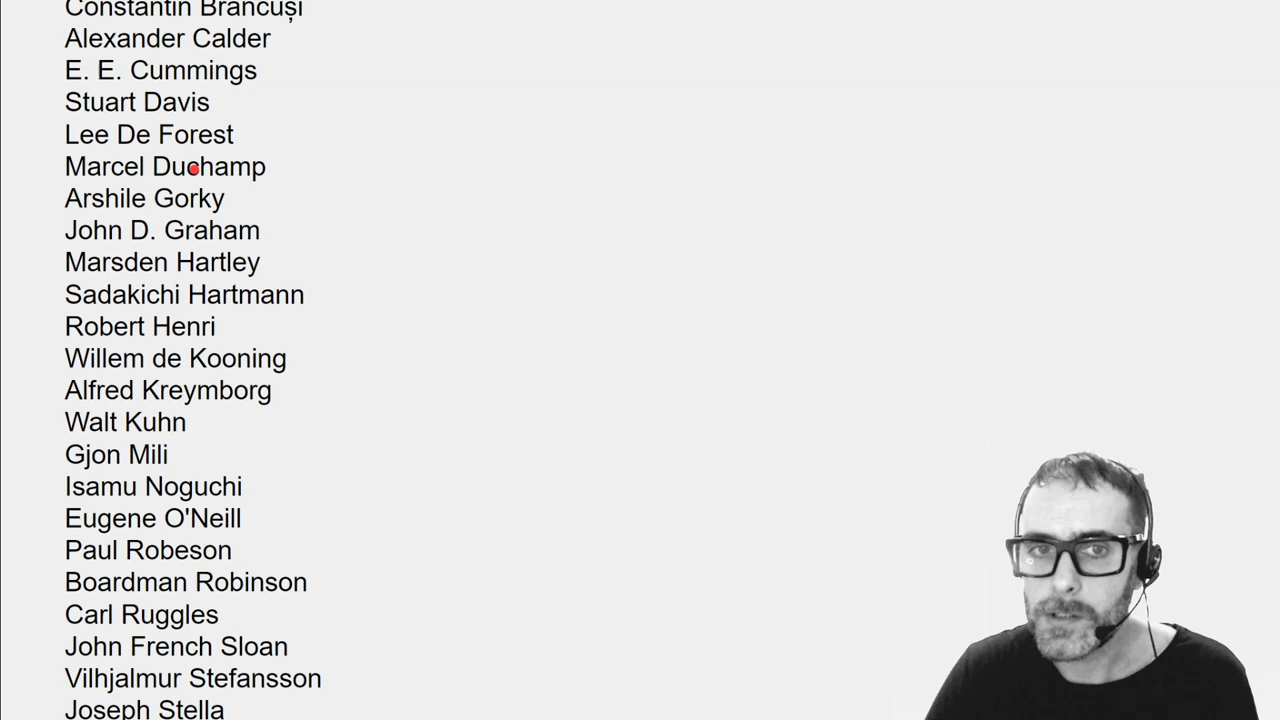 Constantin Brâncuși
Alexander Calder
E. E. Cummings
Stuart Davis
Lee De Forest
Marcel Duchamp
Arshile Gorky
John D. Graham
Marsden Hartley
Sadakichi Hartmann
Robert Henri
Willem de Kooning
Alfred Kreymborg
Walt Kuhn
Gjon Mili
Isamu Noguchi
Eugene O'Neill
Paul Robeson
Boardman Robinson
Carl Ruggles
John French Sloan
Vilhjalmur Stefansson
Joseph Stella